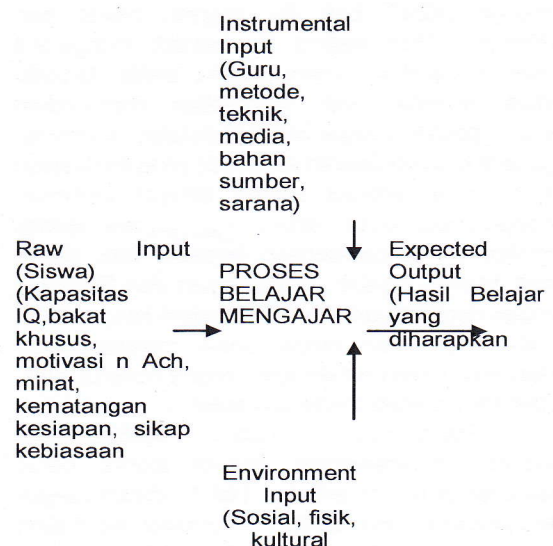 Instrumental
Input
(Guru,
metode,
teknik,
media,
bahan
sumber,
sarana)
Raw Input
(Siswa)
(Kapasitas
IQ,bakat
khusus,
motivasi n Ach,
minat,
kematangan
kesiapan, sikap
kebiasaan
PROSES
BELAJAR
MENGAJAR
Expected
Output
(Hasil Belajar
yang
diharapkan
Environment
Input
(Sosial, fisik,
kultural